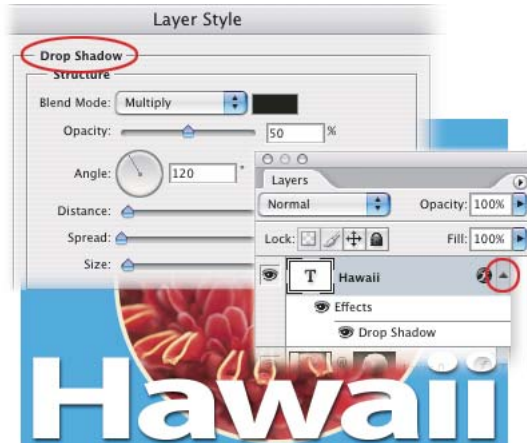 Layer Style
Drop Shadow
Structure
Blend Mode: Multiply
Opacity: 50 %
Angle: 120 °
Distance:
Spread:
Size:
Layers
Normal Opacity: 100%
Lock: Fill: 100%
T Hawaii
Effects
Drop Shadow
Hawaii